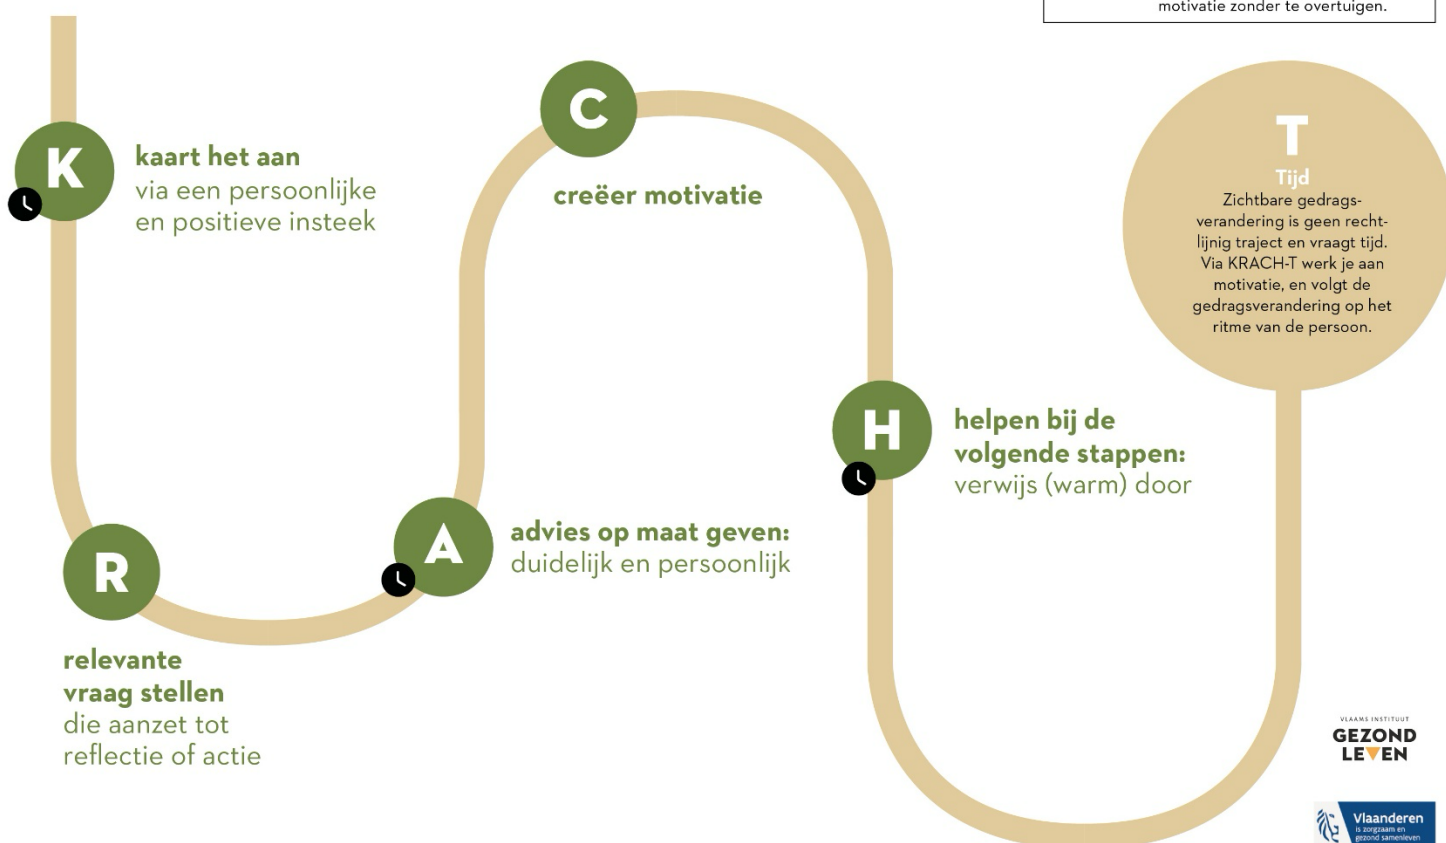 motivatie zonder te overtuigen.
K
kaart het aan
via een persoonlijke
en positieve insteek
R
relevante
vraag stellen
die aanzet tot
reflectie of actie
A
advies op maat geven:
duidelijk en persoonlijk
C
creëer motivatie
H
helpen bij de
volgende stappen:
verwijs (warm) door
T
Tijd
Zichtbare gedrags-
verandering is geen recht-
lijnig traject en vraagt tijd.
Via KRACH-T werk je aan
motivatie, en volgt de
gedragsverandering op het
ritme van de persoon.
VLAAMS INSTITUUT
GEZOND
LEVEN
Vlaanderen
is zorgzaam en
gezond samenleven